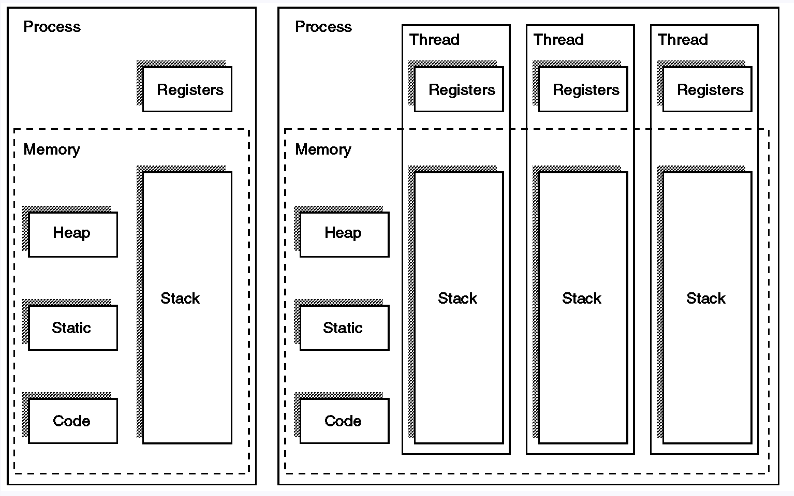 Process
Registers
Memory
Heap
Static
Code
Stack
Process
Thread
Thread
Thread
Registers
Registers
Registers
Memory
Heap
Static
Code
Stack
Stack
Stack